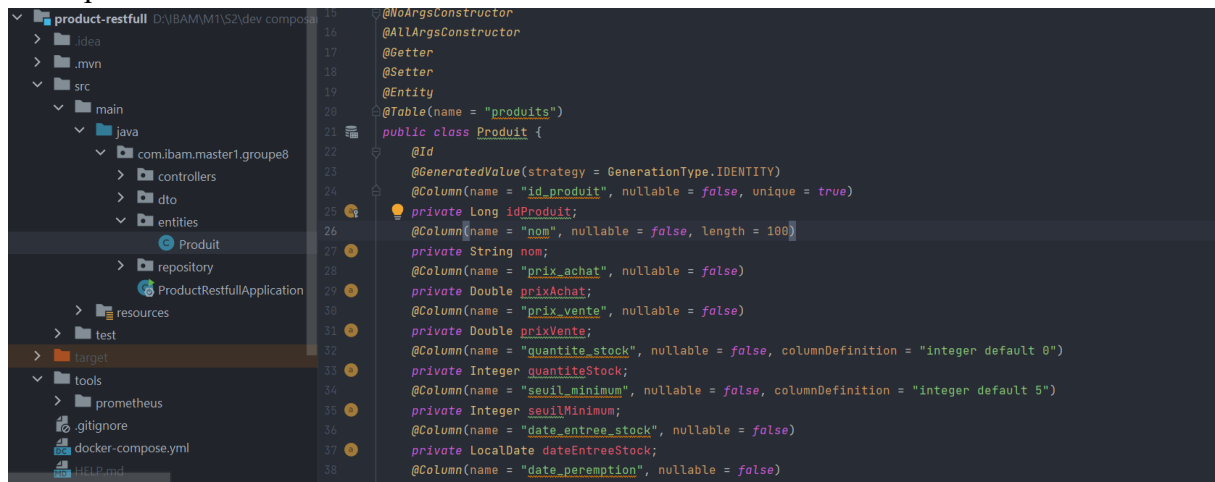 product-restfull D:\IBAM\M1\S2\dev compos
.idea
.mvn
src
main
java
com.ibam.master1.groupe8
controllers
dto
entities
Produit
repository
ProductRestfullApplication
resources
test
target
tools
prometheus
.gitignore
docker-compose.yml
HELP.md
15 @NoArgsConstructor
16 @AllArgsConstructor
17 @Getter
18 @Setter
19 @Entity
20 @Table(name = "produits")
21 public class Produit {
22 @Id
23 @GeneratedValue(strategy = GenerationType.IDENTITY)
24 @Column(name = "id_produit", nullable = false, unique = true)
25 private Long idProduit;
26 @Column(name = "nom", nullable = false, length = 100)
27 private String nom;
28 @Column(name = "prix_achat", nullable = false)
29 private Double prixAchat;
30 @Column(name = "prix_vente", nullable = false)
31 private Double prixVente;
32 @Column(name = "quantite_stock", nullable = false, columnDefinition = "integer default 0")
33 private Integer quantiteStock;
34 @Column(name = "seuil_minimum", nullable = false, columnDefinition = "integer default 5")
35 private Integer seuilMinimum;
36 @Column(name = "date_entree_stock", nullable = false)
37 private LocalDate dateEntreeStock;
38 @Column(name = "date_peremption", nullable = false)